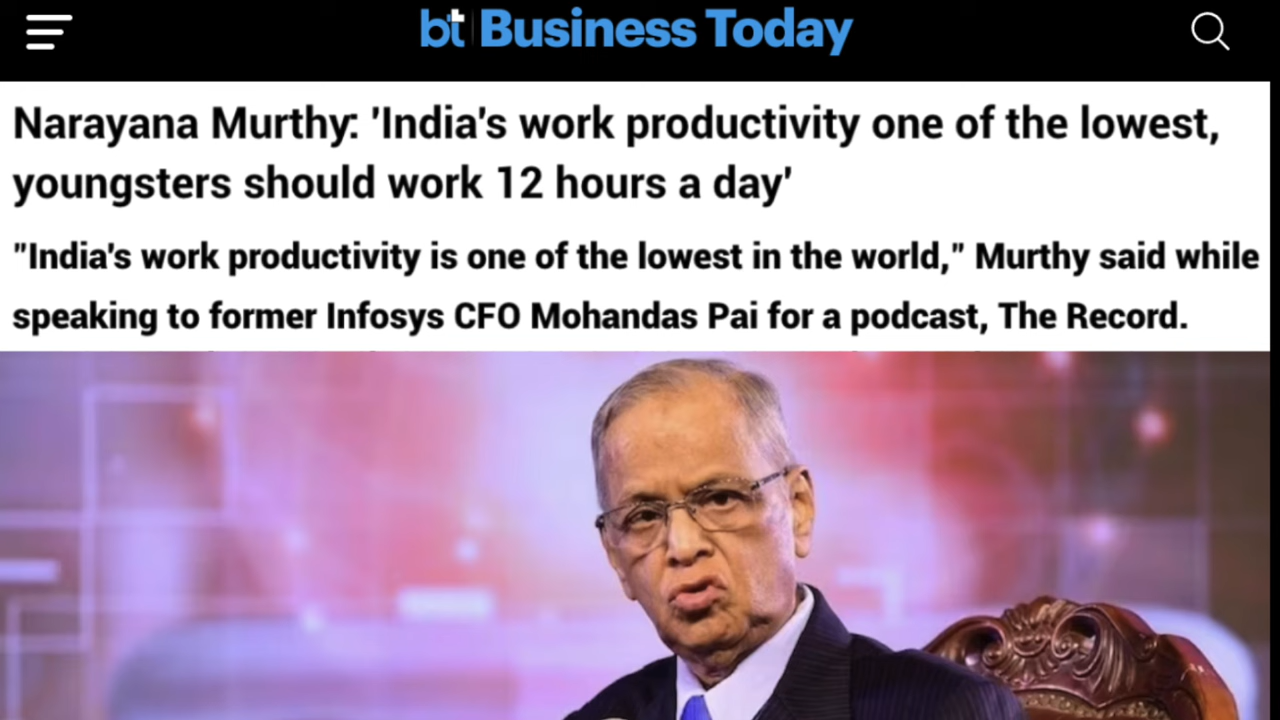 bt Business Today
Narayana Murthy: 'India's work productivity one of the lowest,
youngsters should work 12 hours a day'
"India's work productivity is one of the lowest in the world," Murthy said while
speaking to former Infosys CFO Mohandas Pai for a podcast, The Record.